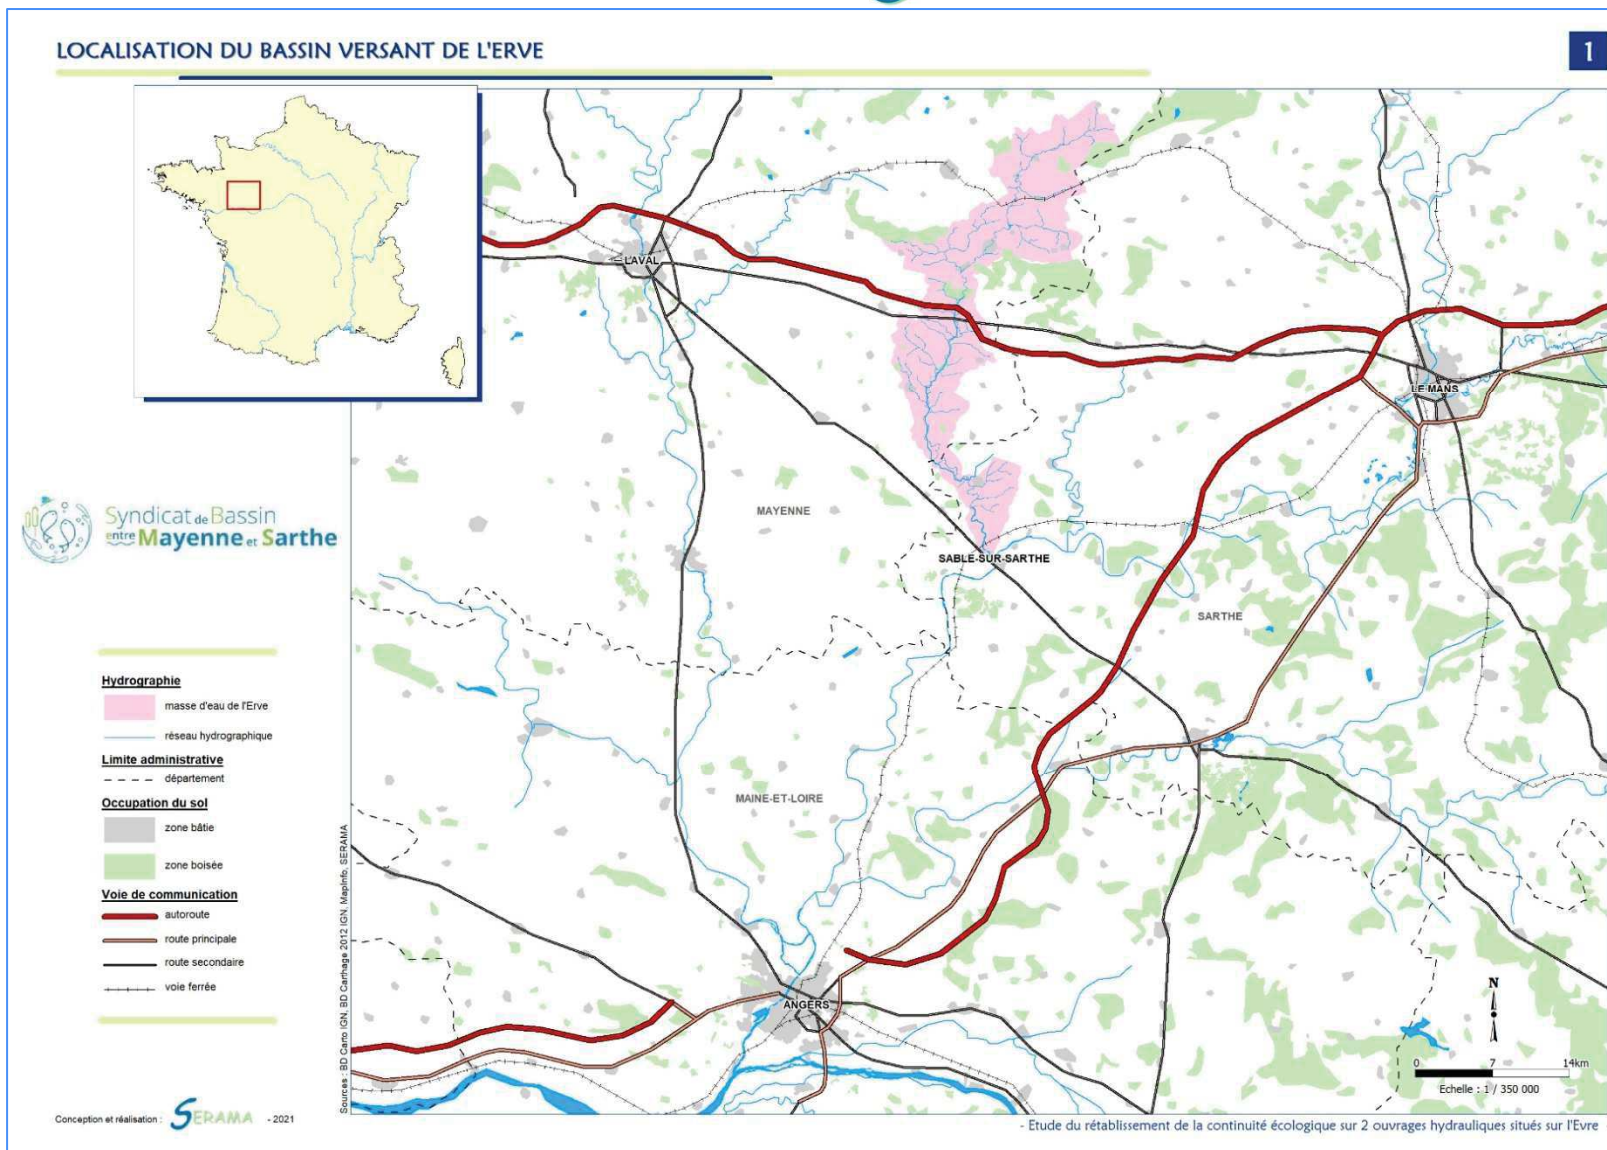 LOCALISATION DU BASSIN VERSANT DE L'ERVE
1
LAVAL
LE MANS
MAYENNE
SABLE-SUR-SARTHE
SARTHE
MAINE-ET-LOIRE
ANGERS
Syndicat de Bassin
entre Mayenne et Sarthe
Hydrographie
masse d'eau de l'Erve
réseau hydrographique
Limite administrative
département
Occupation du sol
zone bâtie
zone boisée
Voie de communication
autoroute
route principale
route secondaire
voie ferrée
Sources : BD Carto IGN, BD Carthage 2012 IGN, MapInfo, SERAMA
N
0 7 14km
Echelle : 1 / 350 000
Conception et réalisation : SERAMA - 2021
- Etude du rétablissement de la continuité écologique sur 2 ouvrages hydrauliques situés sur l'Evre